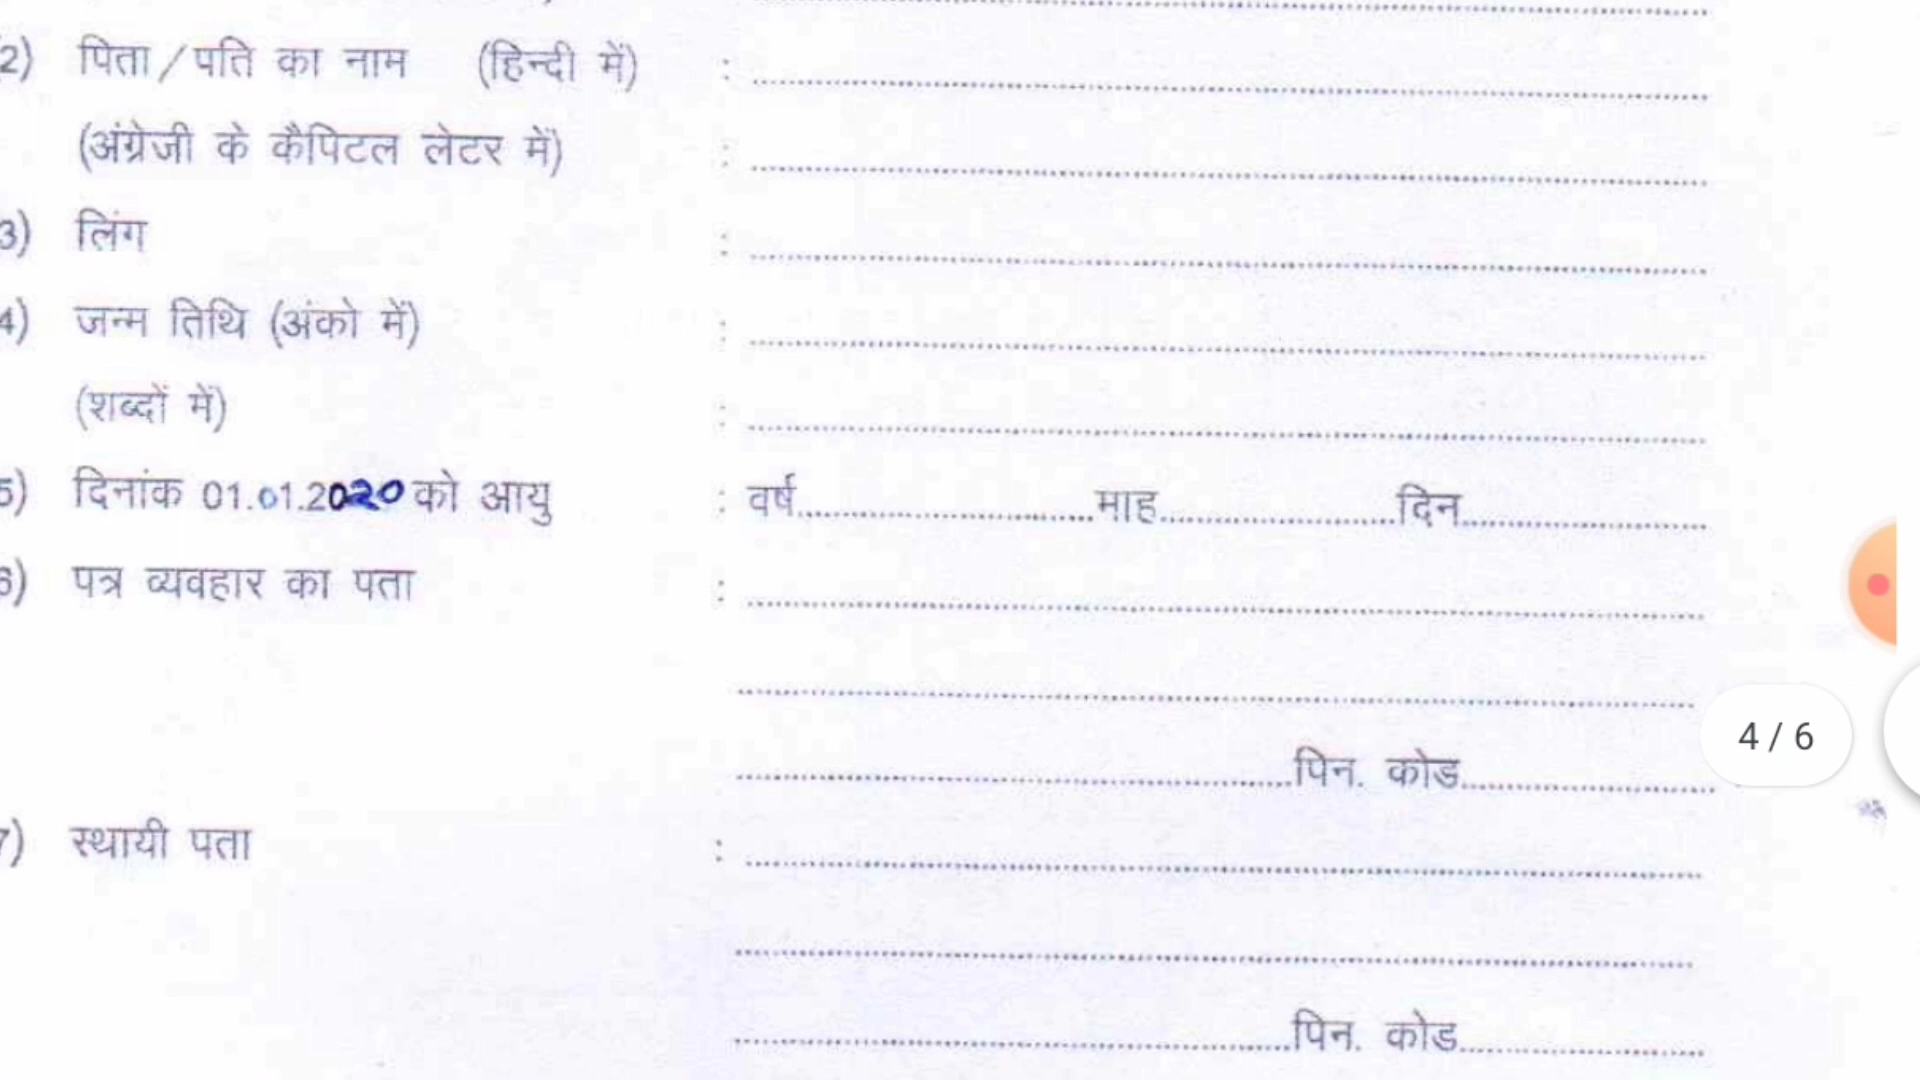 2) पिता / पति का नाम (हिन्दी में) :
(अंग्रेजी के कैपिटल लेटर में) :
3) लिंग :
4) जन्म तिथि (अंको में) :
(शब्दों में) :
5) दिनांक 01.01.2020 को आयु : वर्ष माह दिन
6) पत्र व्यवहार का पता :
4 / 6
पिन. कोड
7) स्थायी पता :
पिन. कोड